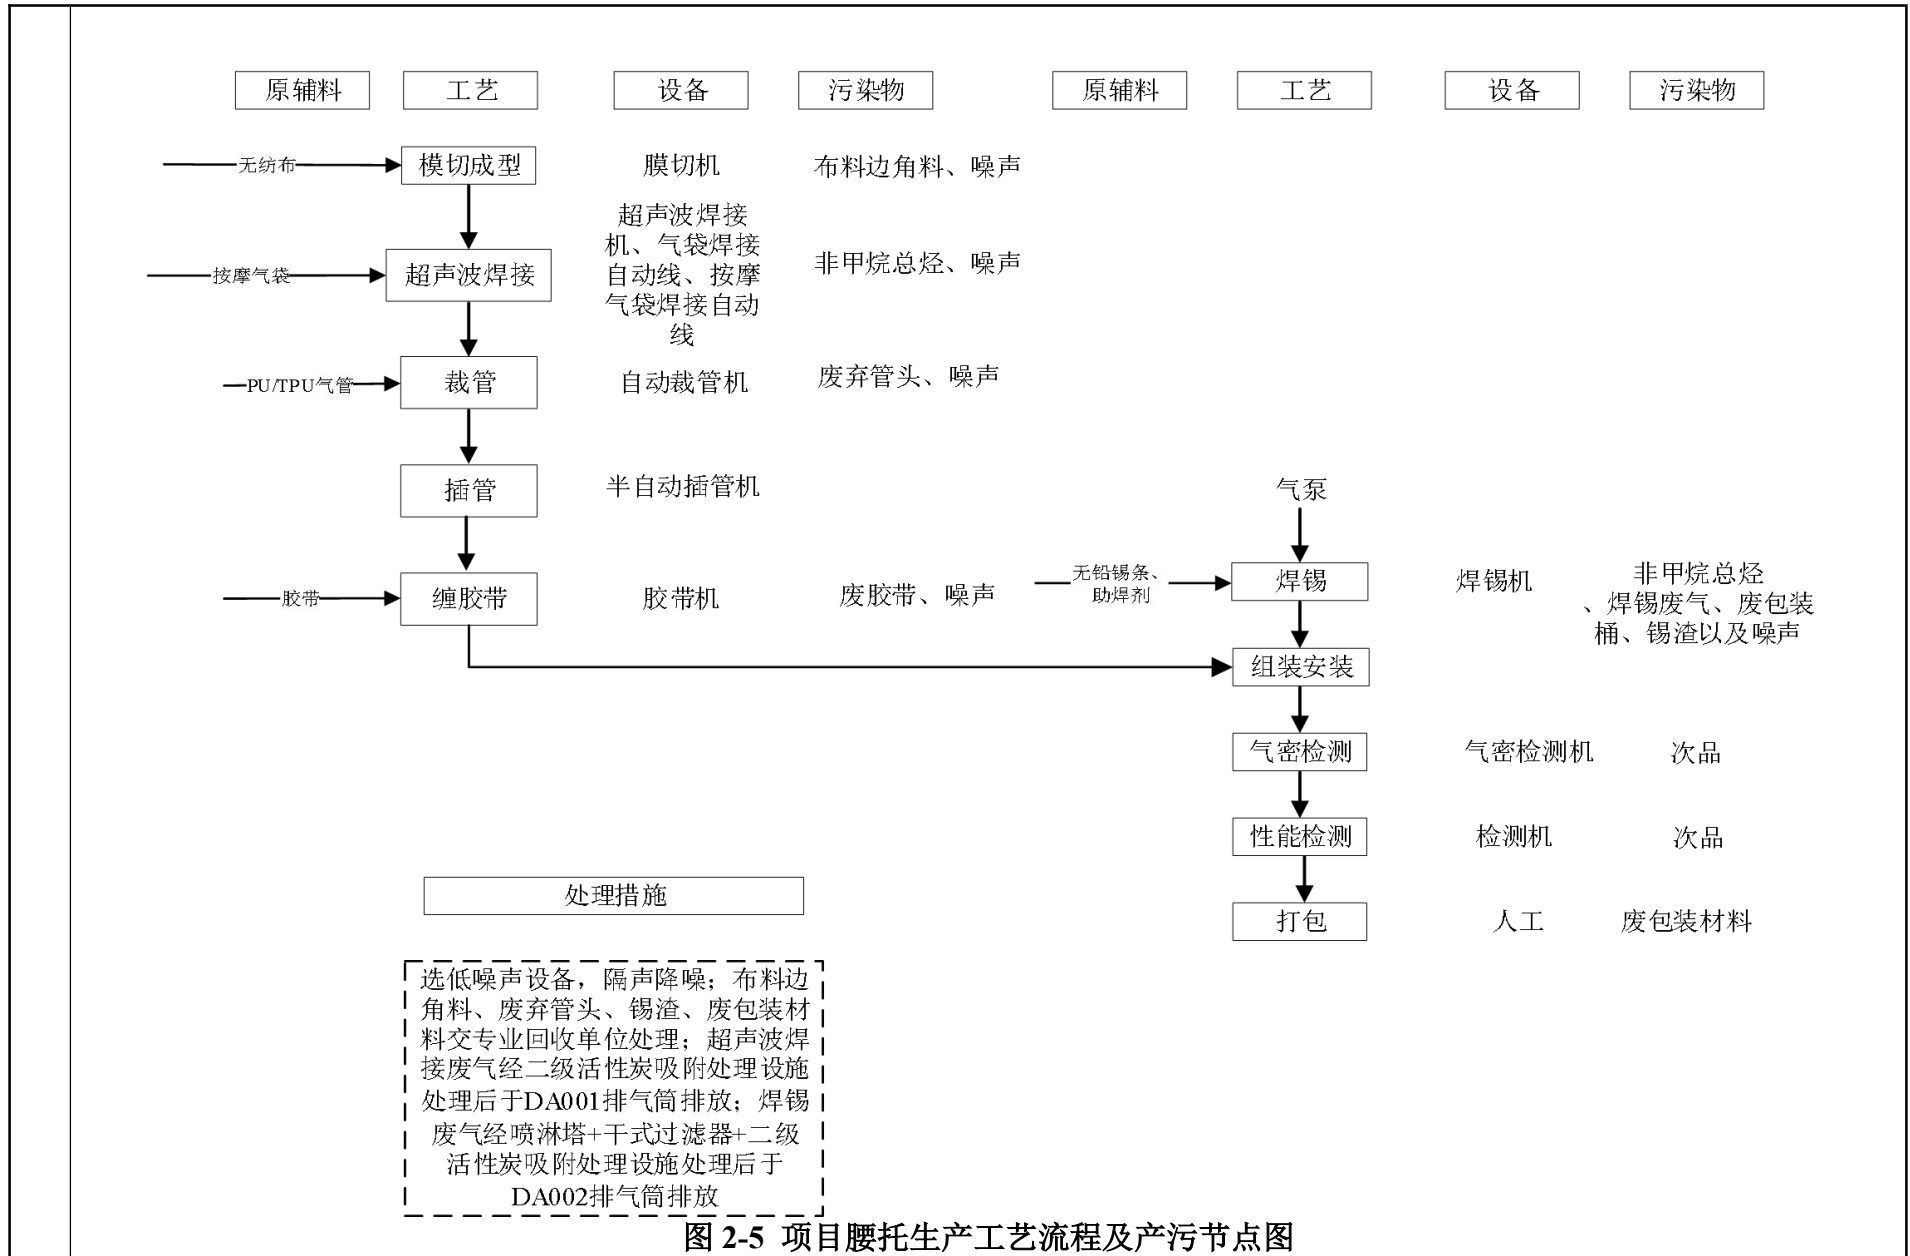 原辅料 工艺 设备 污染物 原辅料 工艺 设备 污染物
无纺布 模切成型 膜切机 布料边角料、噪声
超声波焊接
机、气袋焊接
自动线、按摩
气袋焊接自动
线
按摩气袋 超声波焊接 非甲烷总烃、噪声
PU/TPU气管 裁管 自动裁管机 废弃管头、噪声
插管 半自动插管机
气泵
胶带 缠胶带 胶带机 废胶带、噪声
无铅锡条、
助焊剂
焊锡 焊锡机
非甲烷总烃
、焊锡废气、废包装
桶、锡渣以及噪声
组装安装
气密检测 气密检测机 次品
性能检测 检测机 次品
打包 人工 废包装材料
处理措施
选低噪声设备，隔声降噪；布料边
角料、废弃管头、锡渣、废包装材
料交专业回收单位处理；超声波焊
接废气经二级活性炭吸附处理设施
处理后于DA001排气筒排放；焊锡
废气经喷淋塔+干式过滤器+二级
活性炭吸附处理设施处理后于
DA002排气筒排放
图 2-5 项目腰托生产工艺流程及产污节点图